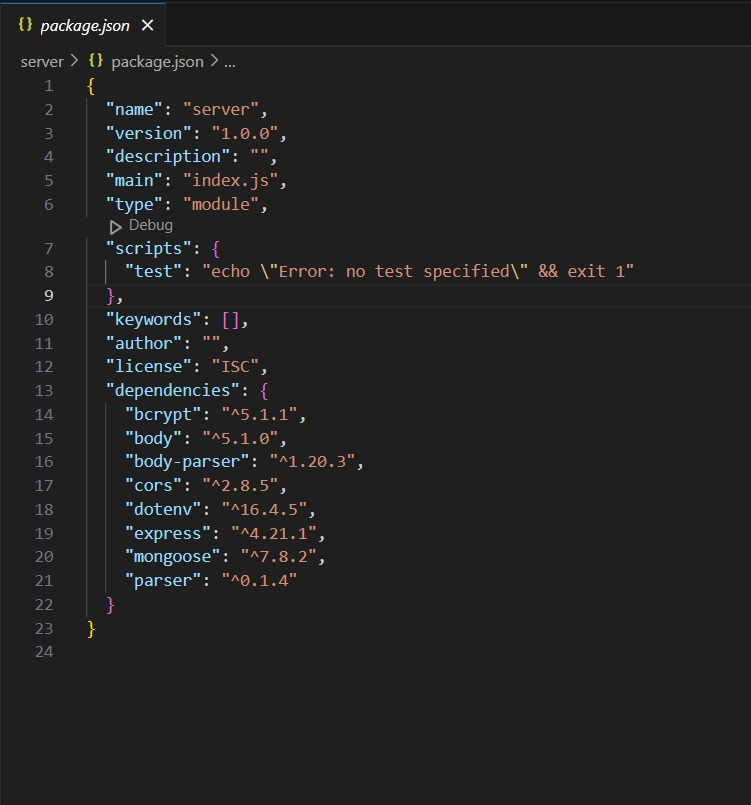 {} package.json ×
server > {} package.json > ...
1 {
2 "name": "server",
3 "version": "1.0.0",
4 "description": "",
5 "main": "index.js",
6 "type": "module",
Debug
7 "scripts": {
8 "test": "echo \"Error: no test specified\" && exit 1"
9 },
10 "keywords": [],
11 "author": "",
12 "license": "ISC",
13 "dependencies": {
14 "bcrypt": "^5.1.1",
15 "body": "^5.1.0",
16 "body-parser": "^1.20.3",
17 "cors": "^2.8.5",
18 "dotenv": "^16.4.5",
19 "express": "^4.21.1",
20 "mongoose": "^7.8.2",
21 "parser": "^0.1.4"
22 }
23 }
24